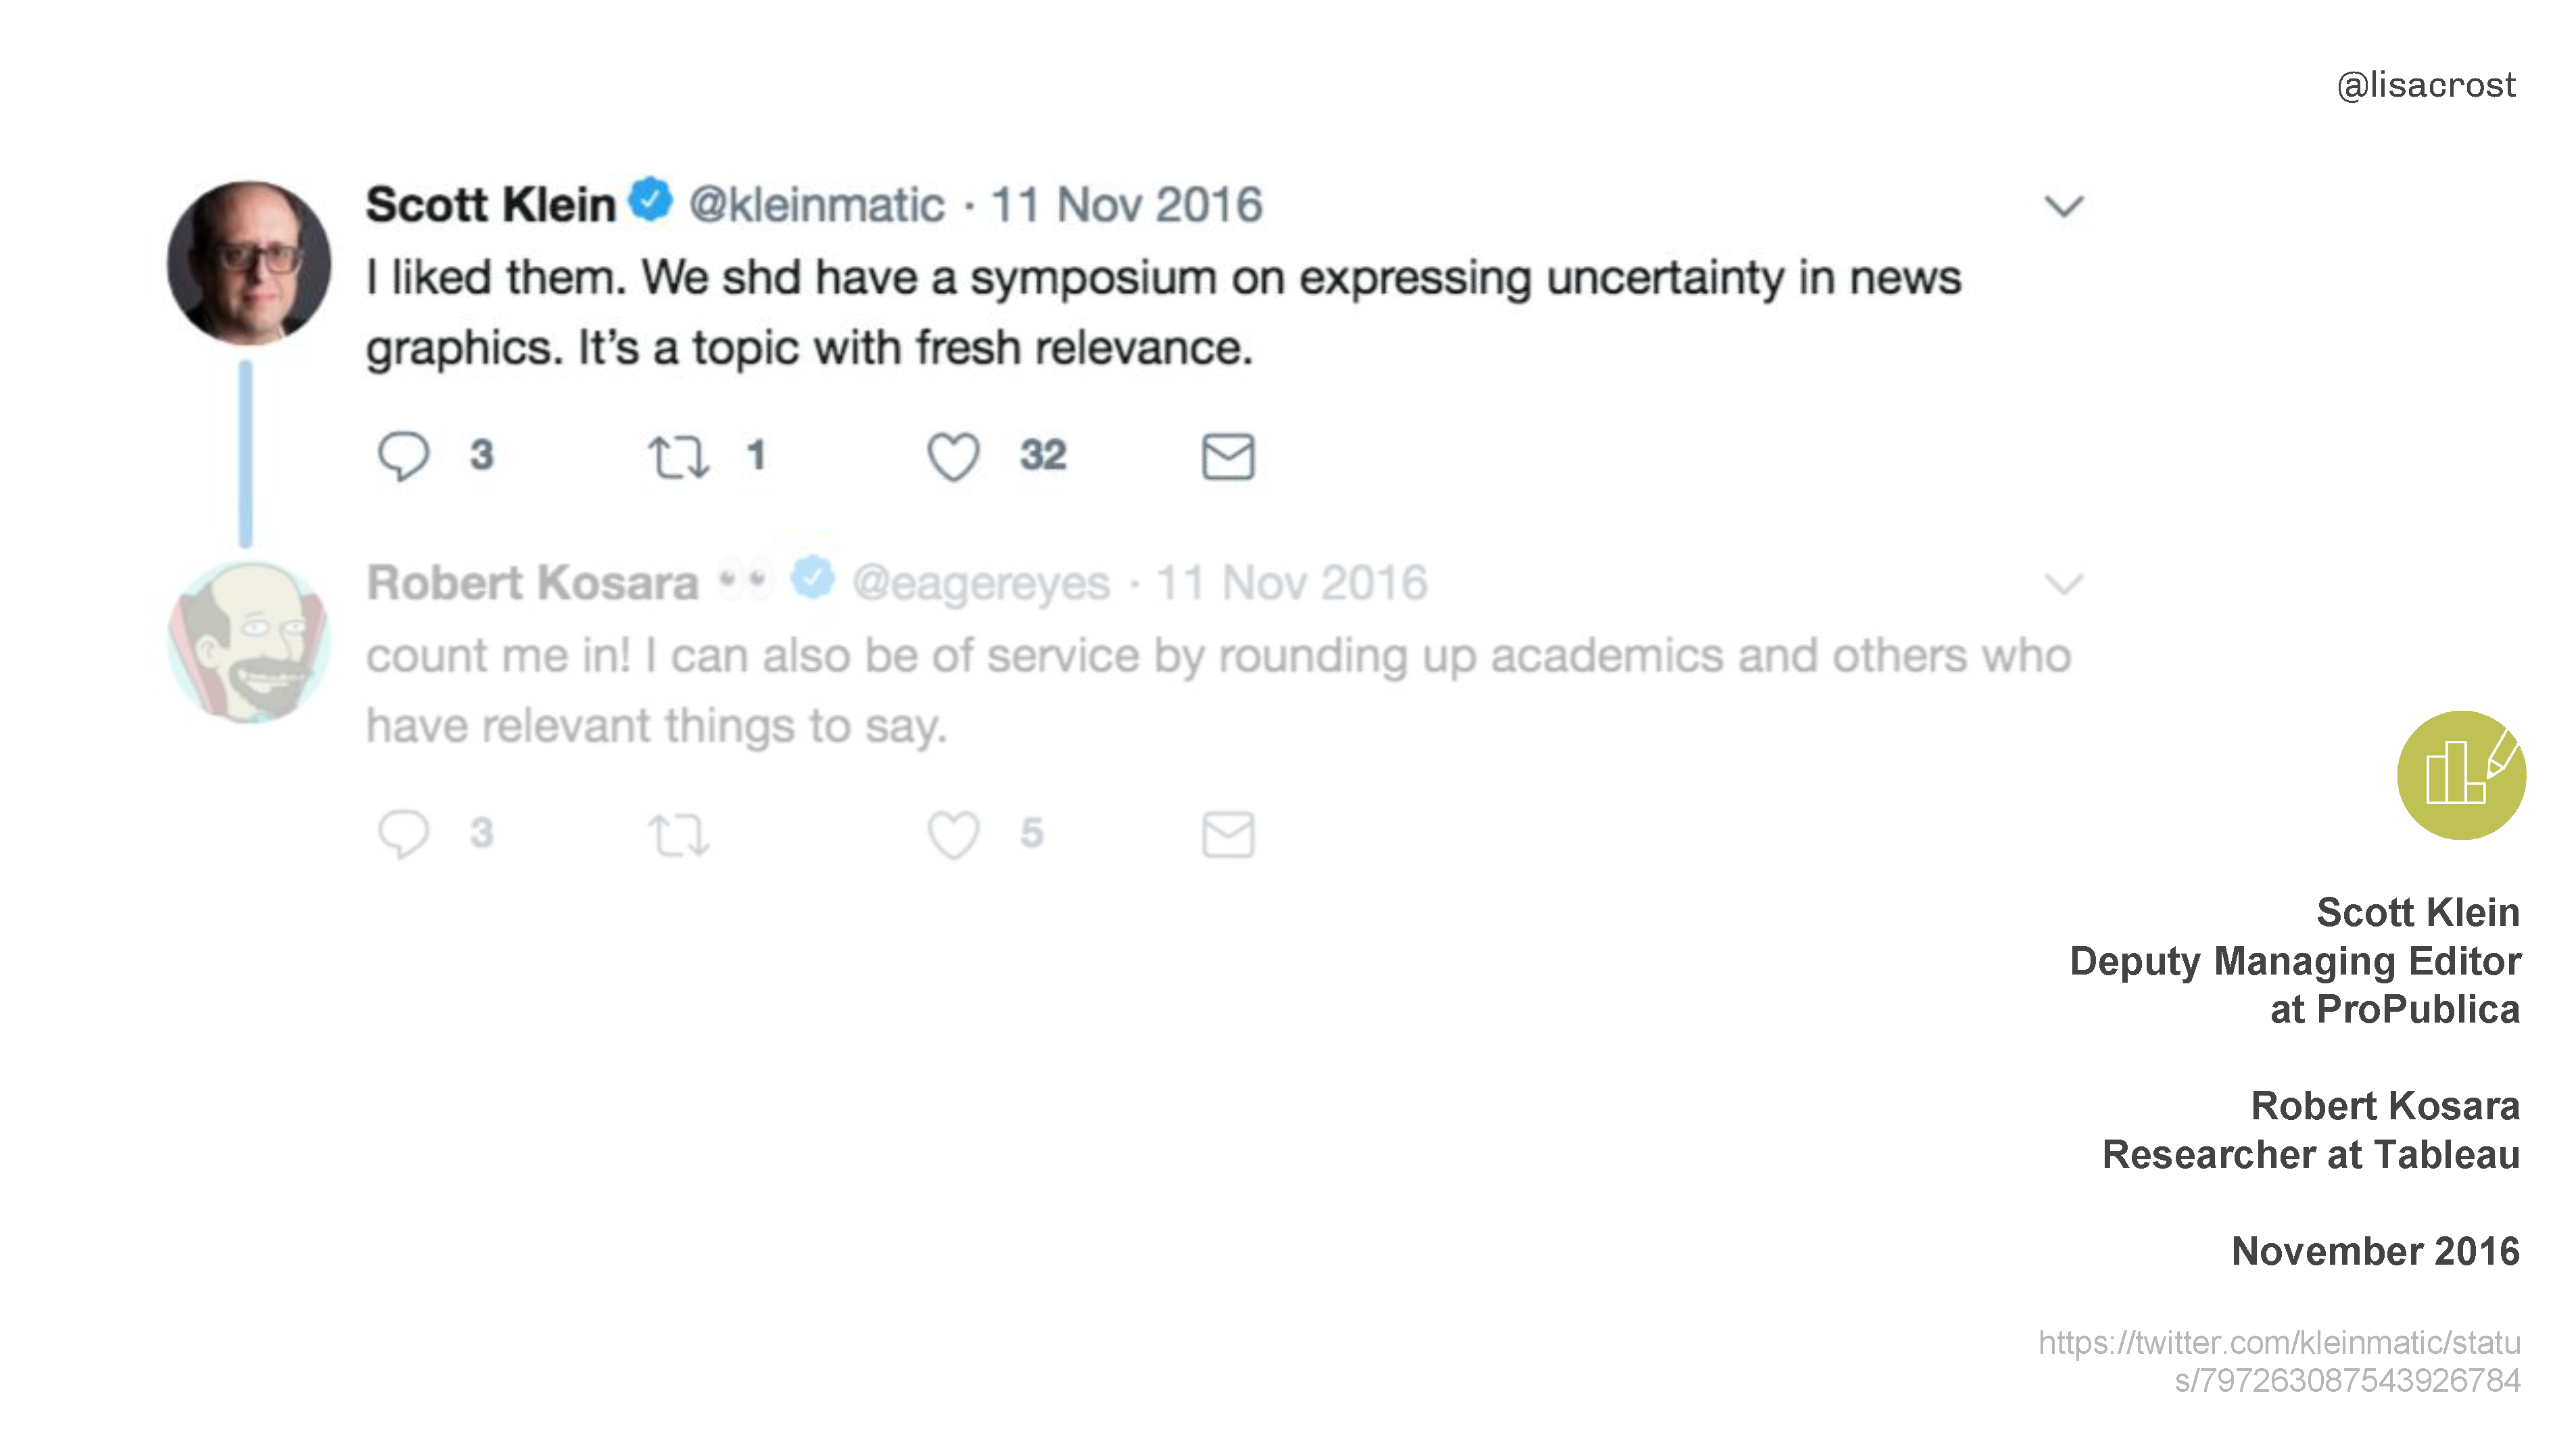 @lisacrost
Scott Klein @kleinmatic · 11 Nov 2016
I liked them. We shd have a symposium on expressing uncertainty in news
graphics. It’s a topic with fresh relevance.
3 1 32
Robert Kosara 👀 @eagereyes · 11 Nov 2016
count me in! I can also be of service by rounding up academics and others who
have relevant things to say.
3 5
Scott Klein
Deputy Managing Editor
at ProPublica
Robert Kosara
Researcher at Tableau
November 2016
https://twitter.com/kleinmatic/statu
s/797263087543926784